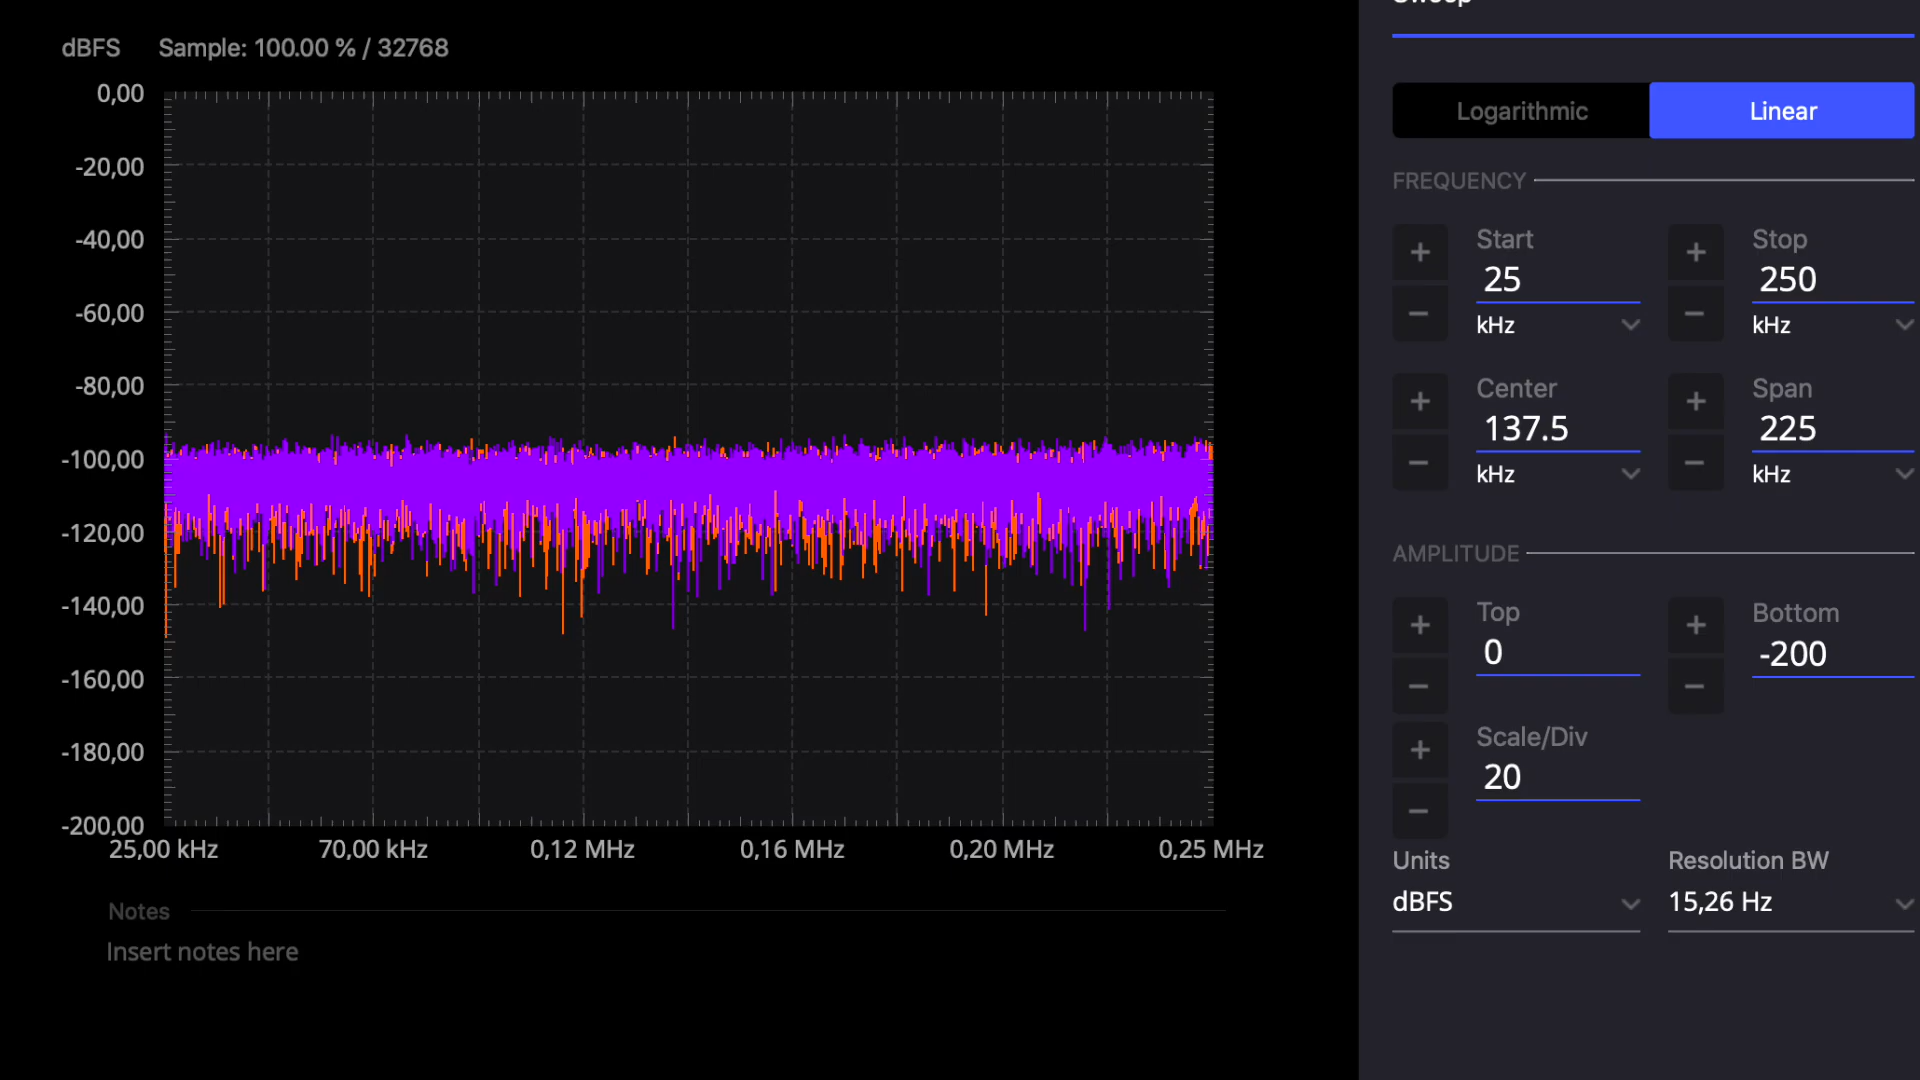 dBFS Sample: 100.00 % / 32768
0,00
-20,00
-40,00
-60,00
-80,00
-100,00
-120,00
-140,00
-160,00
-180,00
-200,00
25,00 kHz 70,00 kHz 0,12 MHz 0,16 MHz 0,20 MHz 0,25 MHz
Notes
Insert notes here
Sweep
Logarithmic Linear
FREQUENCY
+ Start + Stop
25 250
- kHz - kHz
+ Center + Span
137.5 225
- kHz - kHz
AMPLITUDE
+ Top + Bottom
0 -200
- -
+ Scale/Div
20
-
Units Resolution BW
dBFS 15,26 Hz